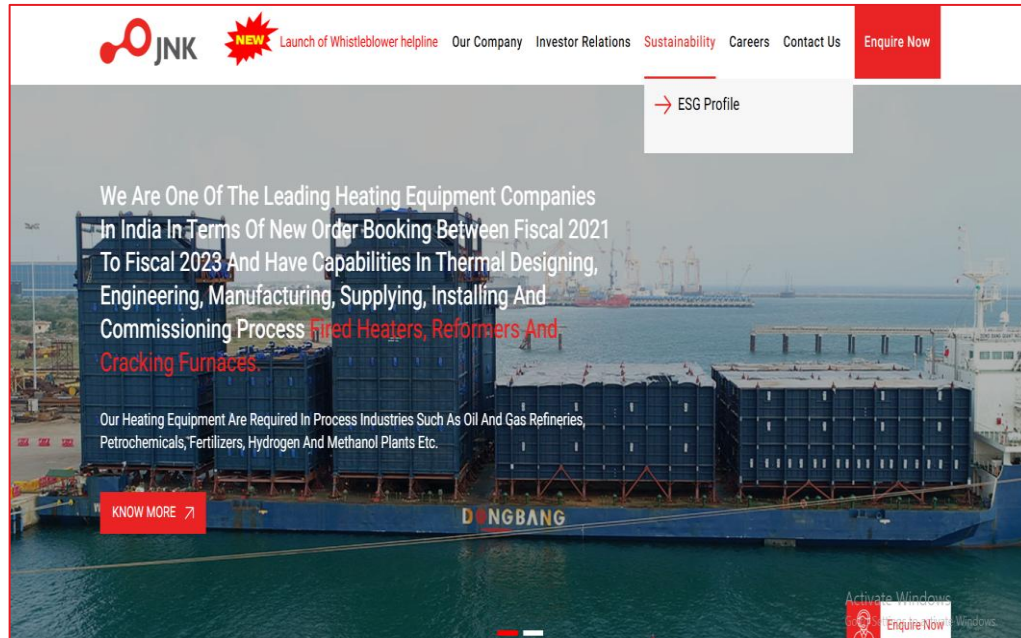 JNK
NEW
Launch of Whistleblower helpline
Our Company
Investor Relations
Sustainability
Careers
Contact Us
Enquire Now
ESG Profile
We Are One Of The Leading Heating Equipment Companies
In India In Terms Of New Order Booking Between Fiscal 2021
To Fiscal 2023 And Have Capabilities In Thermal Designing,
Engineering, Manufacturing, Supplying, Installing And
Commissioning Process Fired Heaters, Reformers And
Cracking Furnaces.
Our Heating Equipment Are Required In Process Industries Such As Oil And Gas Refineries,
Petrochemicals, Fertilizers, Hydrogen And Methanol Plants Etc.
KNOW MORE
DONGBANG
Activate Windows
Enquire Now
Windows.